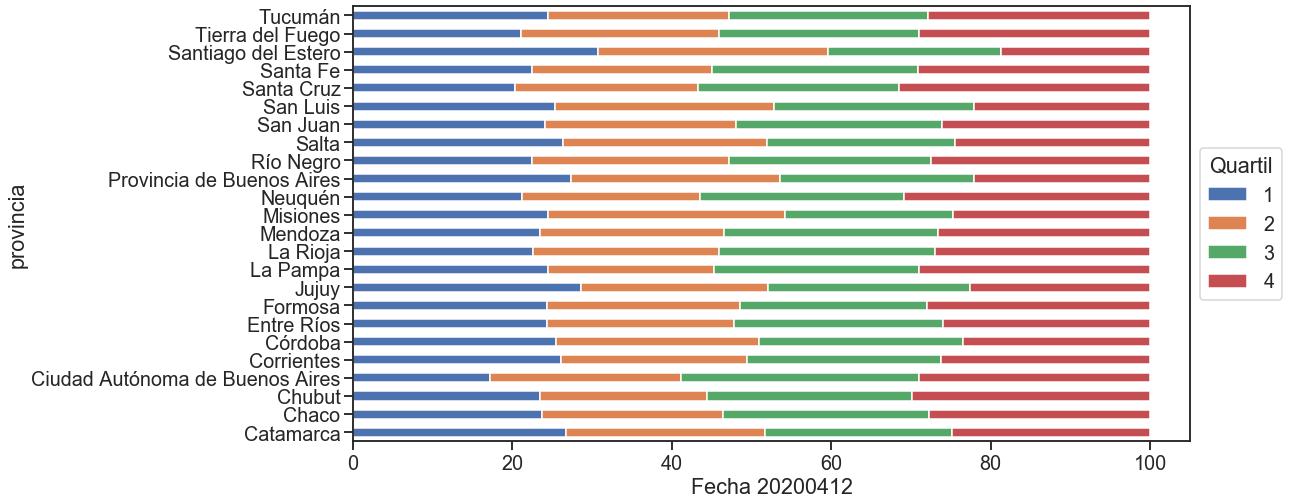 Tucumán
Tierra del Fuego
Santiago del Estero
Santa Fe
Santa Cruz
San Luis
San Juan
Salta
Río Negro
Provincia de Buenos Aires
Neuquén
Misiones
Mendoza
La Rioja
La Pampa
Jujuy
Formosa
Entre Ríos
Córdoba
Corrientes
Ciudad Autónoma de Buenos Aires
Chubut
Chaco
Catamarca
provincia
0 20 40 60 80 100
Fecha 20200412
Quartil
1
2
3
4